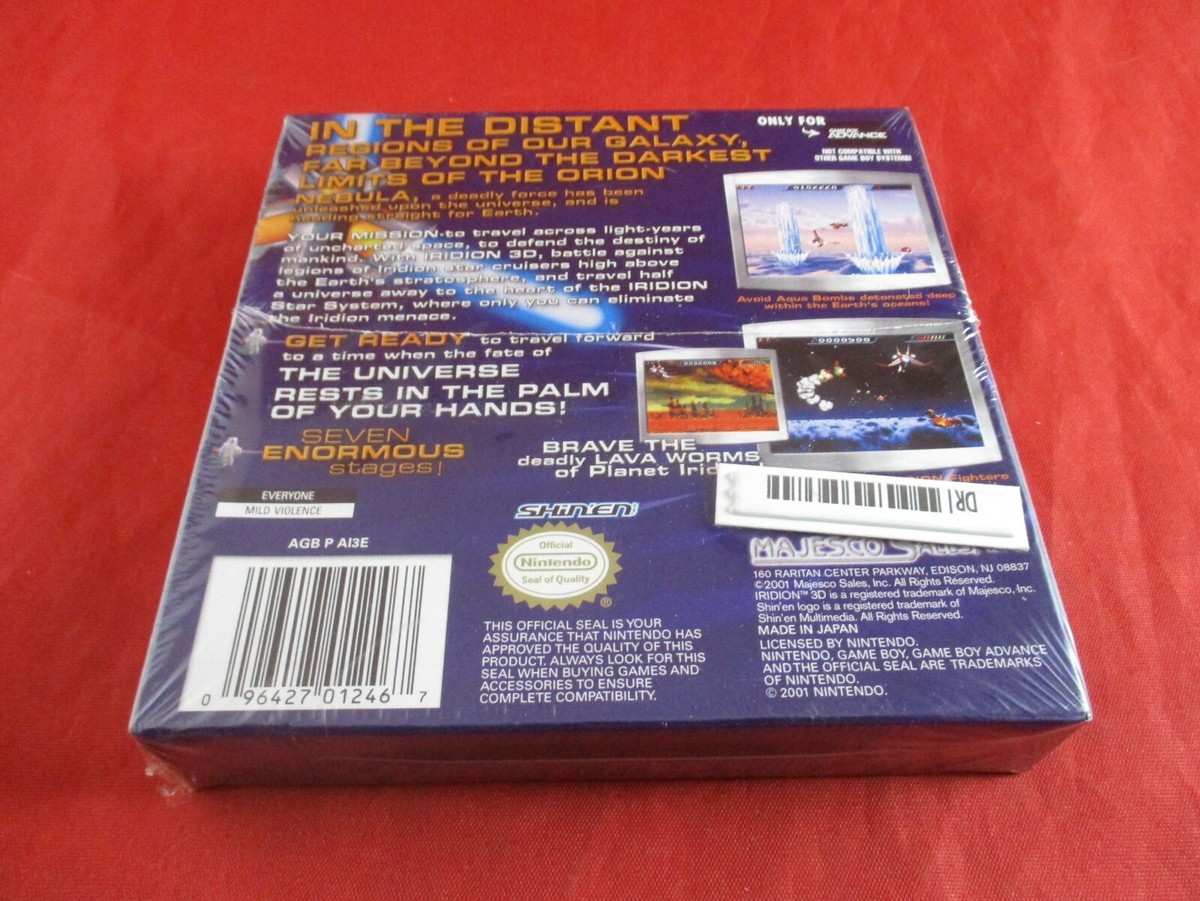 IN THE DISTANT
REGIONS OF OUR GALAXY,
FAR BEYOND THE DARKEST
LIMITS OF THE ORION
NEBULA, a deadly force has been
unleashed upon the universe, and is
heading straight for Earth.
YOUR MISSION-to travel across light-years
of uncharted space, to defend the destiny of
mankind. With IRIDION 3D, battle against
legions of Iridion star cruisers high above
the Earth's stratosphere, and travel half
a universe away to the heart of the IRIDION
Star System, where only you can eliminate
the Iridion menace.
GET READY to travel forward
to a time when the fate of
THE UNIVERSE
RESTS IN THE PALM
OF YOUR HANDS!
SEVEN
ENORMOUS
stages!
ONLY FOR
GAME BOY
ADVANCE
NOT COMPATIBLE WITH
OTHER GAME BOY SYSTEMS!
Avoid Aqua Bombs detonated deep
within the Earth's oceans!
0000500
BRAVE THE
deadly LAVA WORMS
of Planet
Fighters
DRI
EVERYONE
MILD VIOLENCE
AGB P AI3E
0 96427 01246 7
SHIN'EN
Official
Nintendo
Seal of Quality
®
THIS OFFICIAL SEAL IS YOUR
ASSURANCE THAT NINTENDO HAS
APPROVED THE QUALITY OF THIS
PRODUCT. ALWAYS LOOK FOR THIS
SEAL WHEN BUYING GAMES AND
ACCESSORIES TO ENSURE
COMPLETE COMPATIBILITY.
MAJESCO
160 RARITAN CENTER PARKWAY, EDISON, NJ 08837
©2001 Majesco Sales, Inc. All Rights Reserved.
IRIDION™ 3D is a registered trademark of Majesco, Inc.
Shin'en logo is a registered trademark of
Shin'en Multimedia. All Rights Reserved.
MADE IN JAPAN
LICENSED BY NINTENDO.
NINTENDO, GAME BOY, GAME BOY ADVANCE
AND THE OFFICIAL SEAL ARE TRADEMARKS
OF NINTENDO.
© 2001 NINTENDO.